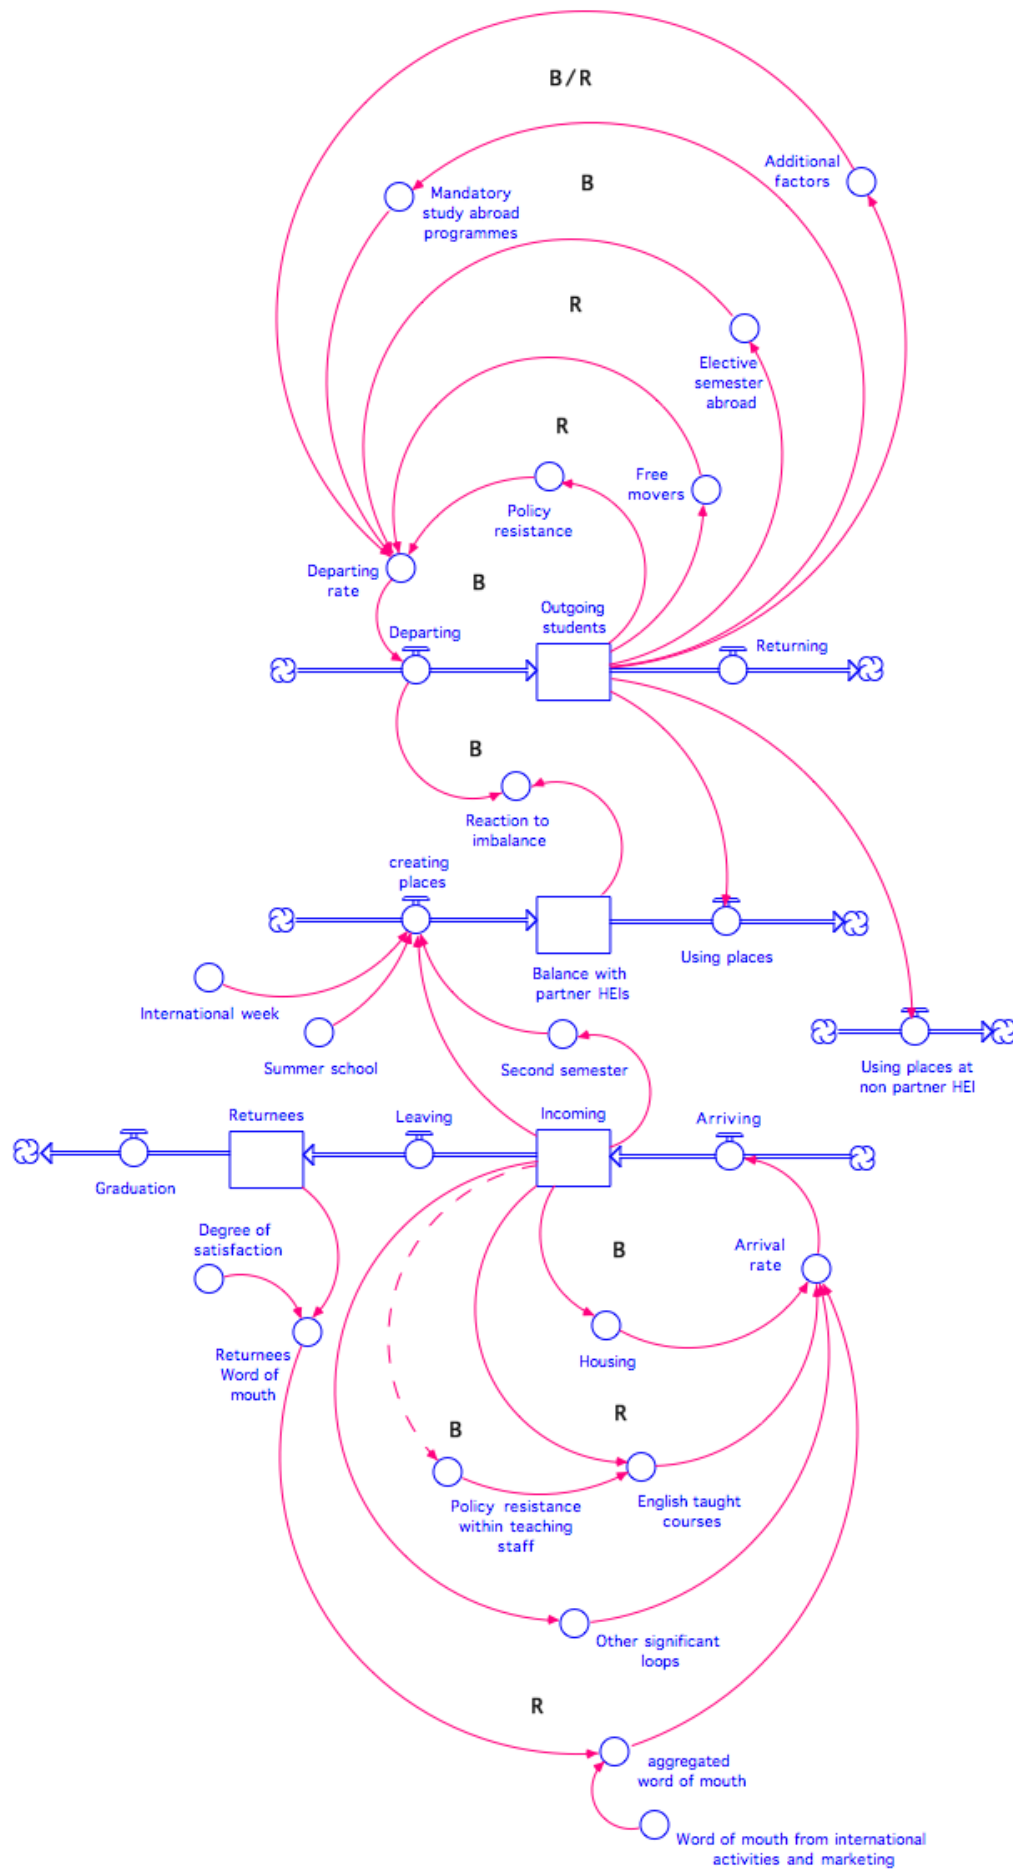 B/R
Additional
factors
B
Mandatory
study abroad
programmes
R
Elective
semester
abroad
R
Free
movers
Policy
resistance
Departing
rate
B
Outgoing
students
Departing
Returning
B
Reaction to
imbalance
creating
places
Using places
Balance with
partner HEIs
International week
Summer school
Second semester
Using places at
non partner HEI
Returnees
Leaving
Incoming
Arriving
Graduation
Degree of
satisfaction
B
Arrival
rate
Returnees
Word of
mouth
Housing
R
B
Policy resistance
within teaching
staff
English taught
courses
Other significant
loops
R
aggregated
word of mouth
Word of mouth from international
activities and marketing